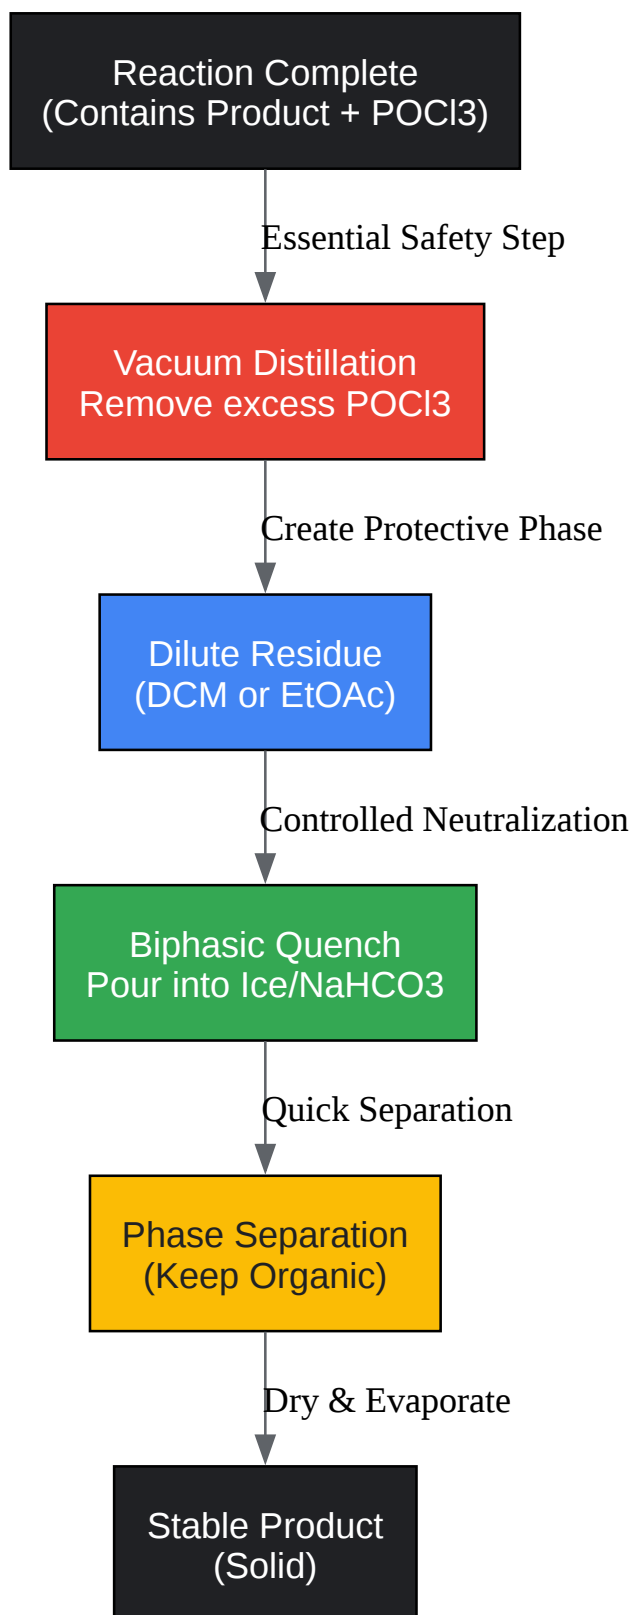 Reaction Complete
(Contains Product + POCl3)
Essential Safety Step
Vacuum Distillation
Remove excess POCl3
Create Protective Phase
Dilute Residue
(DCM or EtOAc)
Controlled Neutralization
Biphasic Quench
Pour into Ice/NaHCO3
Quick Separation
Phase Separation
(Keep Organic)
Dry & Evaporate
Stable Product
(Solid)